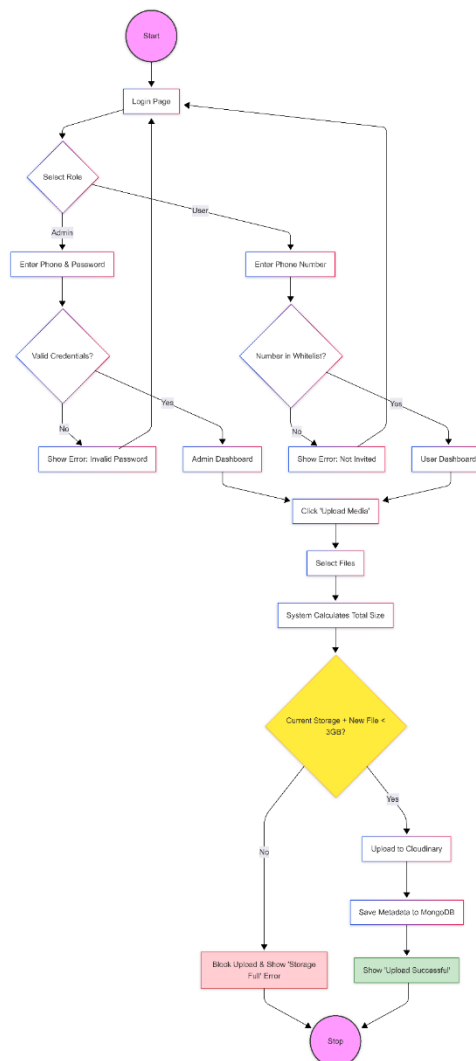 Start
Login Page
Select Role
Admin
User
Enter Phone & Password
Enter Phone Number
Valid Credentials?
Number in Whitelist?
No
Yes
No
Yes
Show Error: Invalid Password
Admin Dashboard
Show Error: Not Invited
User Dashboard
Click 'Upload Media'
Select Files
System Calculates Total Size
Current Storage + New File <
3GB?
Yes
No
Upload to Cloudinary
Save Metadata to MongoDB
Block Upload & Show 'Storage
Full' Error
Show 'Upload Successful'
Stop